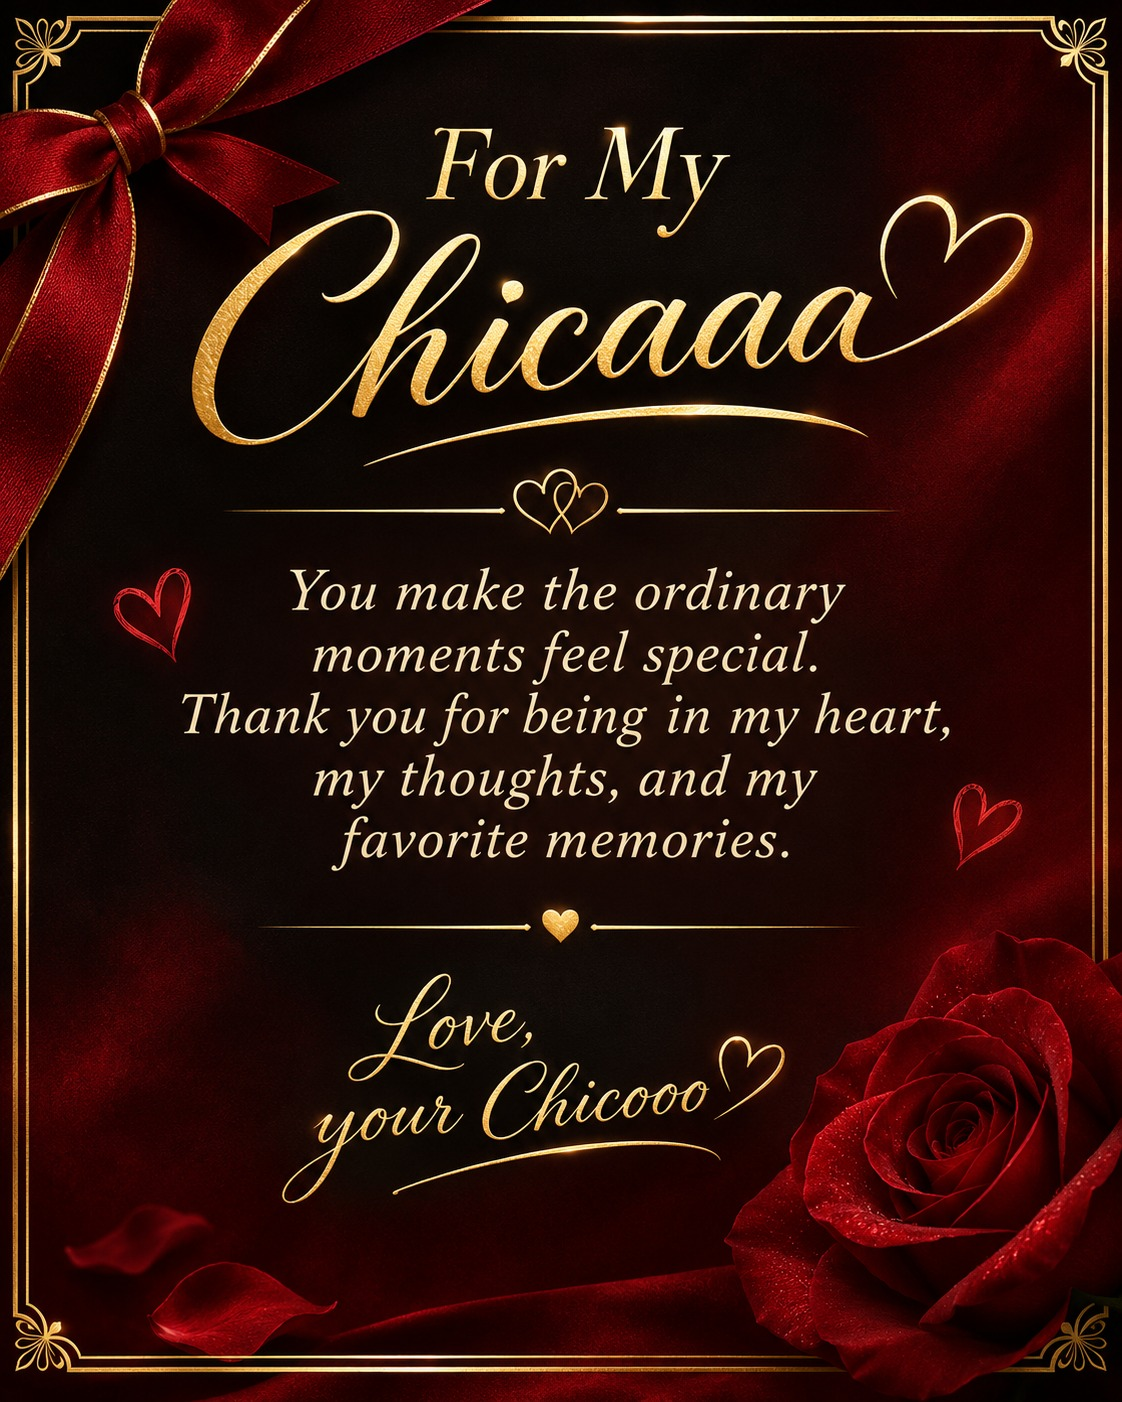 For My
Chicaaa
You make the ordinary
moments feel special.
Thank you for being in my heart,
my thoughts, and my
favorite memories.
Love,
your Chicooo